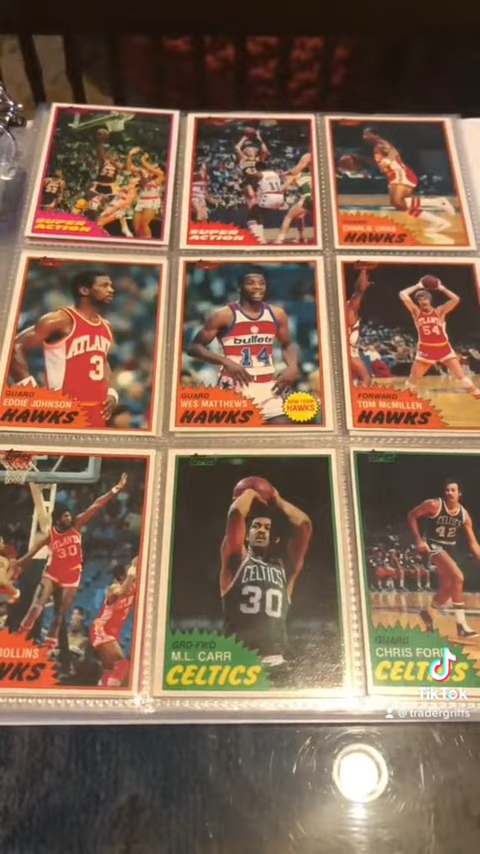 SUPER
ACTION
SUPER
ACTION
GUARD
CHARLIE CRISS
HAWKS
ATLANTA
3
GUARD
EDDIE JOHNSON
HAWKS
bullets
14
GUARD
WES MATTHEWS
HAWKS
NEW TEAM
HAWKS
ATLANTA
54
FORWARD
TOM McMILLEN
HAWKS
ATLANTA
30
ROLLINS
WKS
CELTICS
30
GRD-FWD
M.L. CARR
CELTICS
CELTICS
42
GUARD
CHRIS FORD
CELTICS
TikTok
@tradergriffs